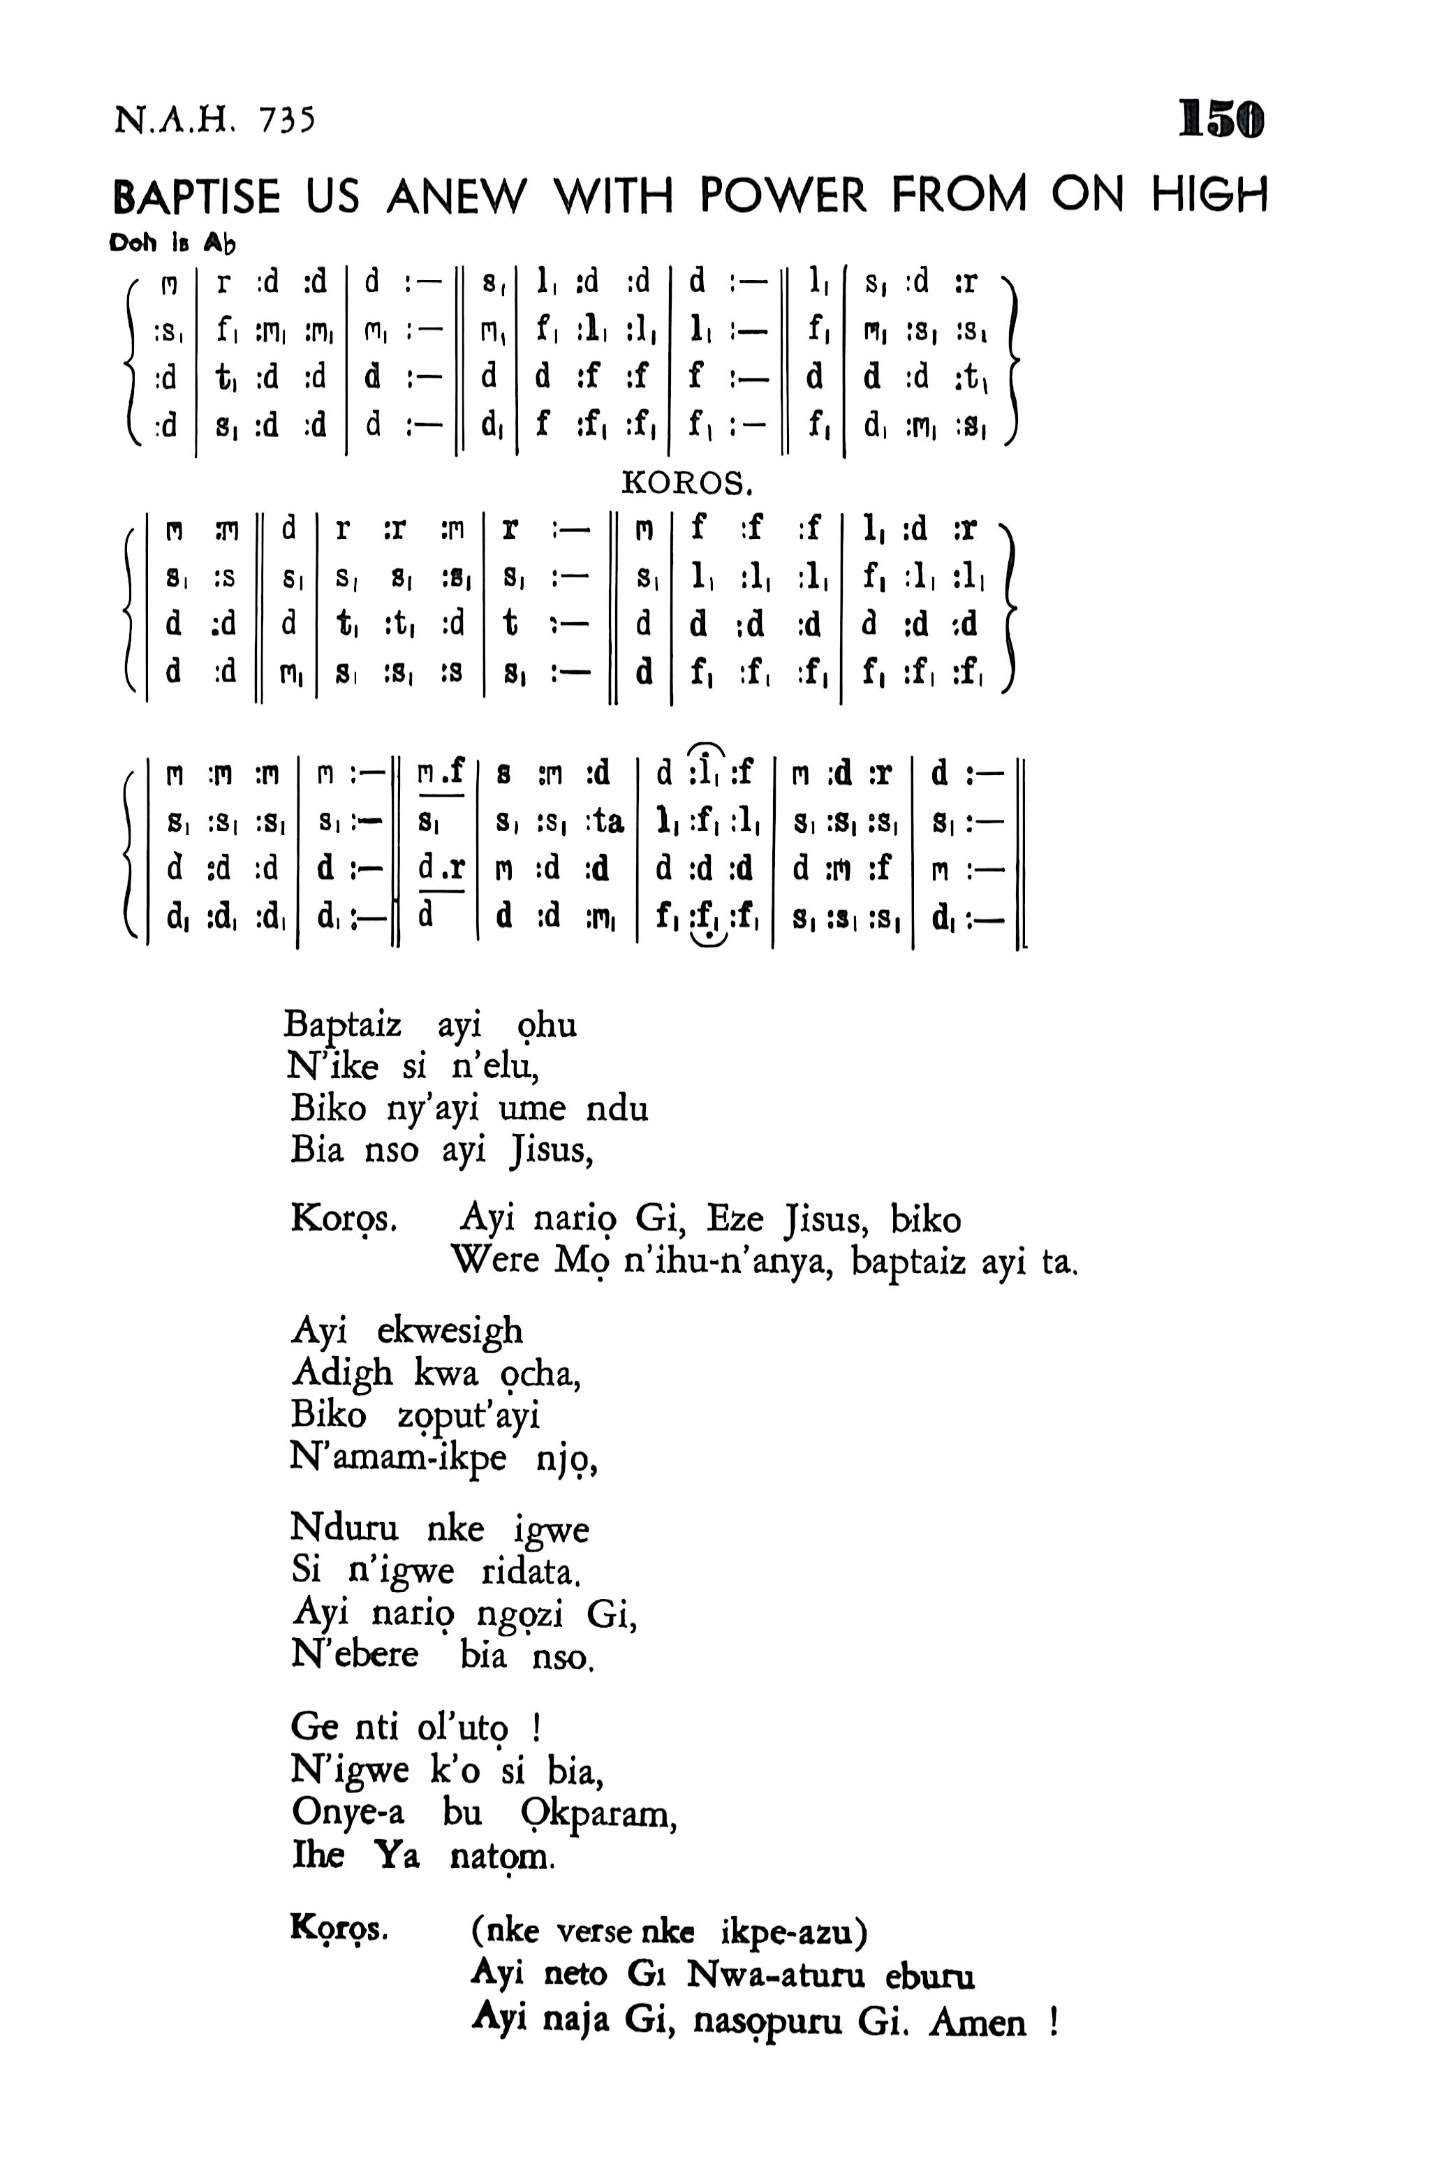 N.A.H. 735 150
BAPTISE US ANEW WITH POWER FROM ON HIGH
Doh is A♭
m | r :d :d | d :— || s, | l, :d :d | d :— || l, | s, :d :r
:s, | f, :m, :m, | m, :— || m, | f, :l, :l, | l, :— || f, | m, :s, :s,
:d | t, :d :d | d :— || d | d :f :f | f :— || d | d :d :t,
:d | s, :d :d | d :— || d, | f :f, :f, | f, :— || f, | d, :m, :s,
KOROS.
| m :m || d | r :r :m | r :— || m | f :f :f | l, :d :r
| s, :s || s, | s, s, :s, | s, :— || s, | l, :l, :l, | f, :l, :l,
| d :d || d | t, :t, :d | t :— || d | d :d :d | d :d :d
| d :d || m, | s, :s, :s | s, :— || d | f, :f, :f, | f, :f, :f,
| m :m :m | m :— || m .f | s :m :d | d :l, :f | m :d :r | d :— ||
| s, :s, :s, | s, :— || s, | s, :s, :ta | l, :f, :l, | s, :s, :s, | s, :— ||
| d :d :d | d :— || d .r | m :d :d | d :d :d | d :m :f | m :— ||
| d, :d, :d, | d, :— || d | d :d :m, | f, :f, :f, | s, :s, :s, | d, :— ||
Baptaiz ayi ọhu
N'ike si n'elu,
Biko ny'ayi ume ndu
Bia nso ayi Jisus,
Korọs. Ayi nariọ Gi, Eze Jisus, biko
Were Mọ n'ihu-n'anya, baptaiz ayi ta.
Ayi ekwesigh
Adigh kwa ọcha,
Biko zọput'ayi
N'amam-ikpe njọ,
Nduru nke igwe
Si n'igwe ridata.
Ayi nariọ ngọzi Gi,
N'ebere bia nso.
Ge nti ol'utọ !
N'igwe k'o si bia,
Onye-a bu Ọkparam,
Ihe Ya natọm.
Kọrọs. (nke verse nke ikpe-azu)
Ayi neto Gı Nwa-aturu eburu
Ayi naja Gi, nasọpuru Gi. Amen !